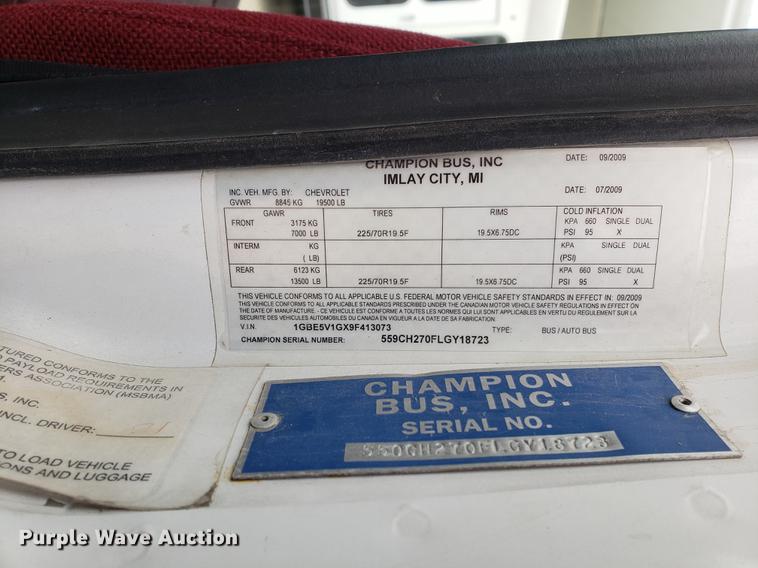 CHAMPION BUS, INC DATE: 09/2009
IMLAY CITY, MI
INC. VEH. MFG. BY: CHEVROLET DATE: 07/2009
GVWR 8845 KG 19500 LB
GAWR TIRES RIMS COLD INFLATION
FRONT 3175 KG KPA 660 SINGLE DUAL
7000 LB 225/70R19.5F 19.5X6.75DC PSI 95 X
INTERM KG KPA SINGLE DUAL
( LB) (PSI)
REAR 6123 KG KPA 660 SINGLE DUAL
13500 LB 225/70R19.5F 19.5X6.75DC PSI 95 X
THIS VEHICLE CONFORMS TO ALL APPLICABLE U.S. FEDERAL MOTOR VEHICLE SAFETY STANDARDS IN EFFECT IN: 09/2009
THIS VEHICLE CONFORMS TO ALL APPLICABLE STANDARDS PRESCRIBED UNDER THE CANADIAN MOTOR VEHICLE SAFETY REGULATIONS IN EFFECT ON
THE DATE OF MANUFACTURE. - CE VEHICULE EST CONFORME A TOUTES LES NORMES QUI LUI SONT APPLICABLES EN VERTU DU REGULEMENT SUR
LA SECURITE DES VEHICULES AUTOMOBILES DU CANADA EN VIGUEUR A LA DATE DE SA FABRICATION.
V.I.N. 1GBE5V1GX9F413073 TYPE: BUS / AUTO BUS
CHAMPION SERIAL NUMBER: 559CH270FLGY18723
CHAMPION
BUS, INC.
SERIAL NO.
559CH270FLGY18723
TURED CONFORMS TO THE
PAYLOAD REQUIREMENTS IN
ERS ASSOCIATION (MSBMA)
S, INC.
INCL. DRIVER: 21
TO LOAD VEHICLE
IONS AND LUGGAGE
Purple Wave Auction